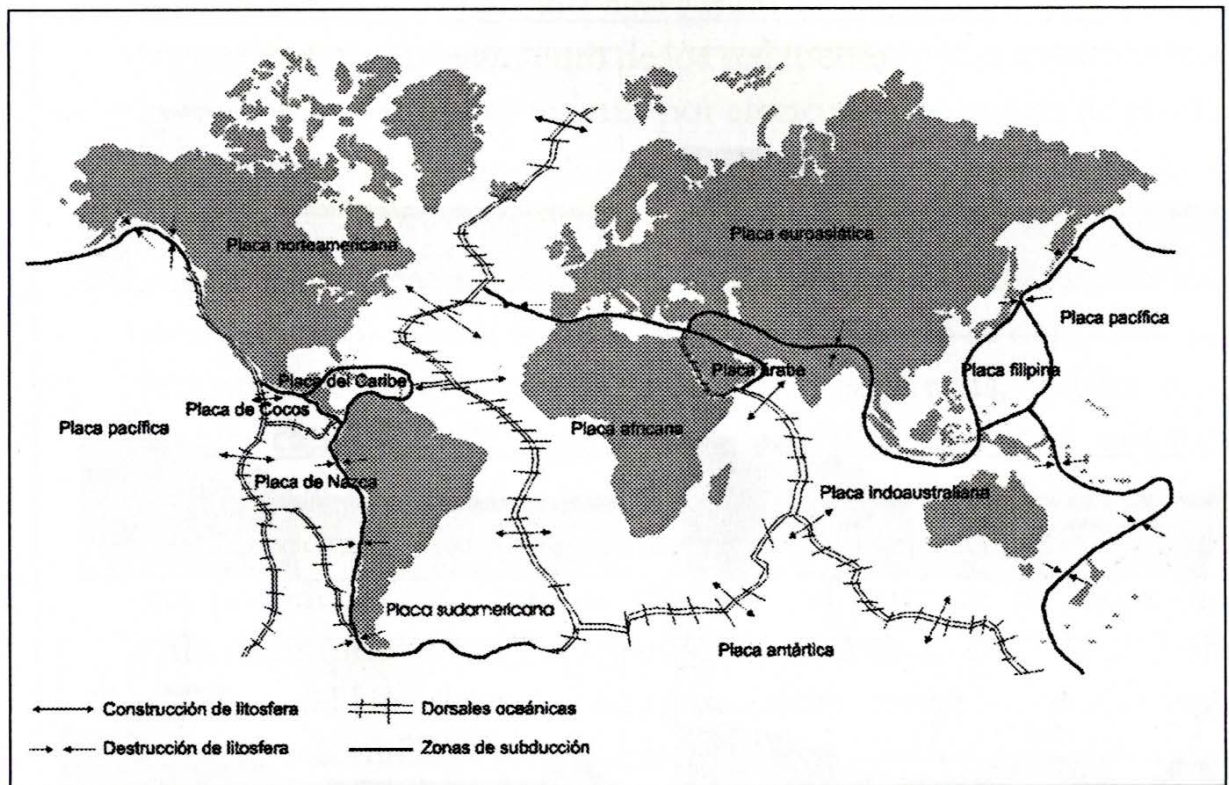 Placa norteamericana
Placa euroasiática
Placa pacífica
Placa del Caribe
Placa árabe
Placa filipina
Placa de Cocos
Placa pacífica
Placa africana
Placa de Nazca
Placa indoaustraliana
Placa sudamericana
Placa antártica
Construcción de litosfera
Dorsales oceánicas
Destrucción de litosfera
Zonas de subducción